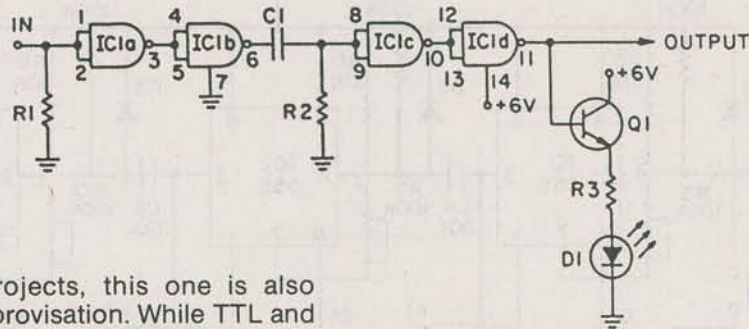 IN
1
2
IC1a
3
4
5
IC1b
6
7
C1
R1
R2
8
9
IC1c
10
12
13
IC1d
11
14
+6V
OUTPUT
+6V
Q1
R3
D1
rojects, this one is also
provisation. While TTL and